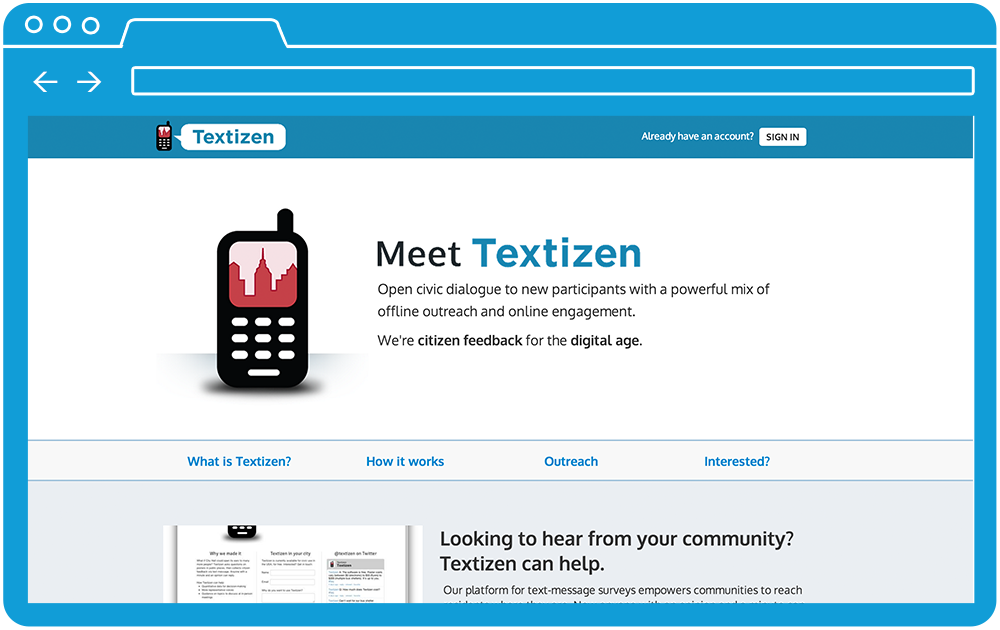 Textizen
Already have an account? SIGN IN
Meet Textizen
Open civic dialogue to new participants with a powerful mix of
offline outreach and online engagement.
We're citizen feedback for the digital age.
What is Textizen? How it works Outreach Interested?
Why we made it Textizen in your city @textizen on Twitter
Textizen
Name
Email
Looking to hear from your community?
Textizen can help.
Our platform for text-message surveys empowers communities to reach